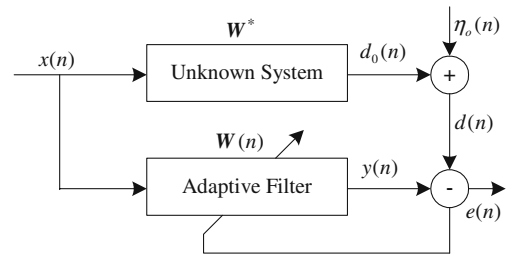 W*
ηₒ(n)
x(n)
Unknown System
d₀(n)
+
d(n)
W(n)
Adaptive Filter
y(n)
-
e(n)